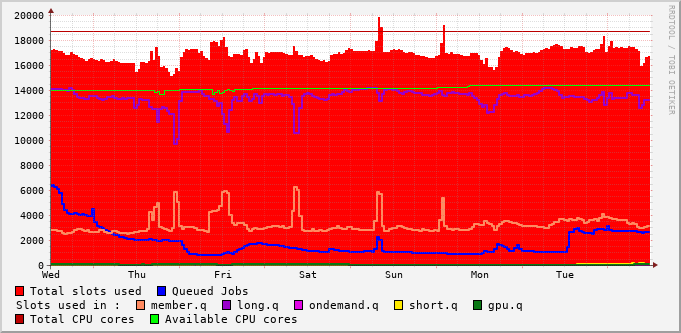 20000
18000
16000
14000
12000
10000
8000
6000
4000
2000
0
Wed Thu Fri Sat Sun Mon Tue
Total slots used Queued Jobs
Slots used in : member.q long.q ondemand.q short.q gpu.q
Total CPU cores Available CPU cores
RRDTOOL / TOBI OETIKER